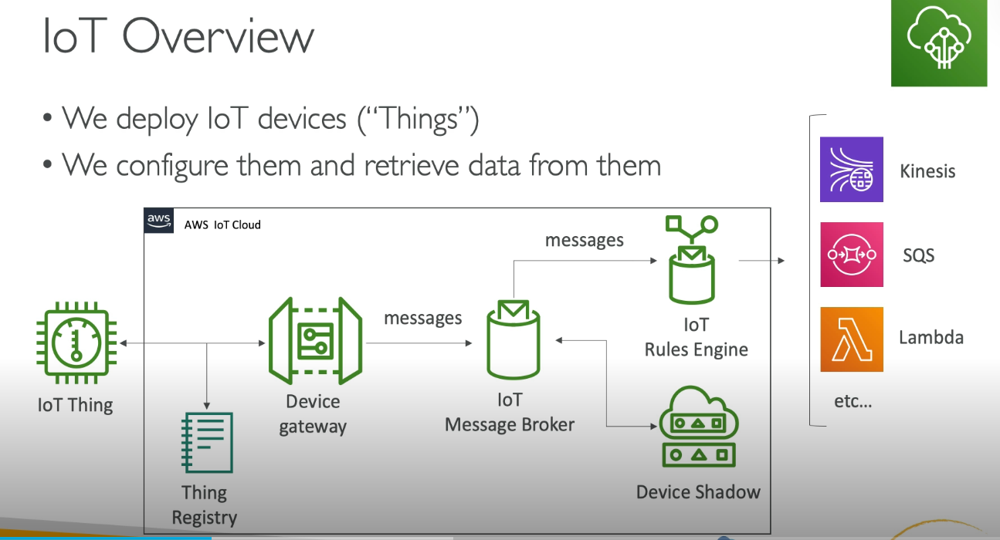 IoT Overview
• We deploy IoT devices (“Things”)
• We configure them and retrieve data from them
aws
AWS IoT Cloud
messages
messages
IoT Thing
Device
gateway
IoT
Message Broker
IoT
Rules Engine
Thing
Registry
Device Shadow
Kinesis
SQS
Lambda
etc...